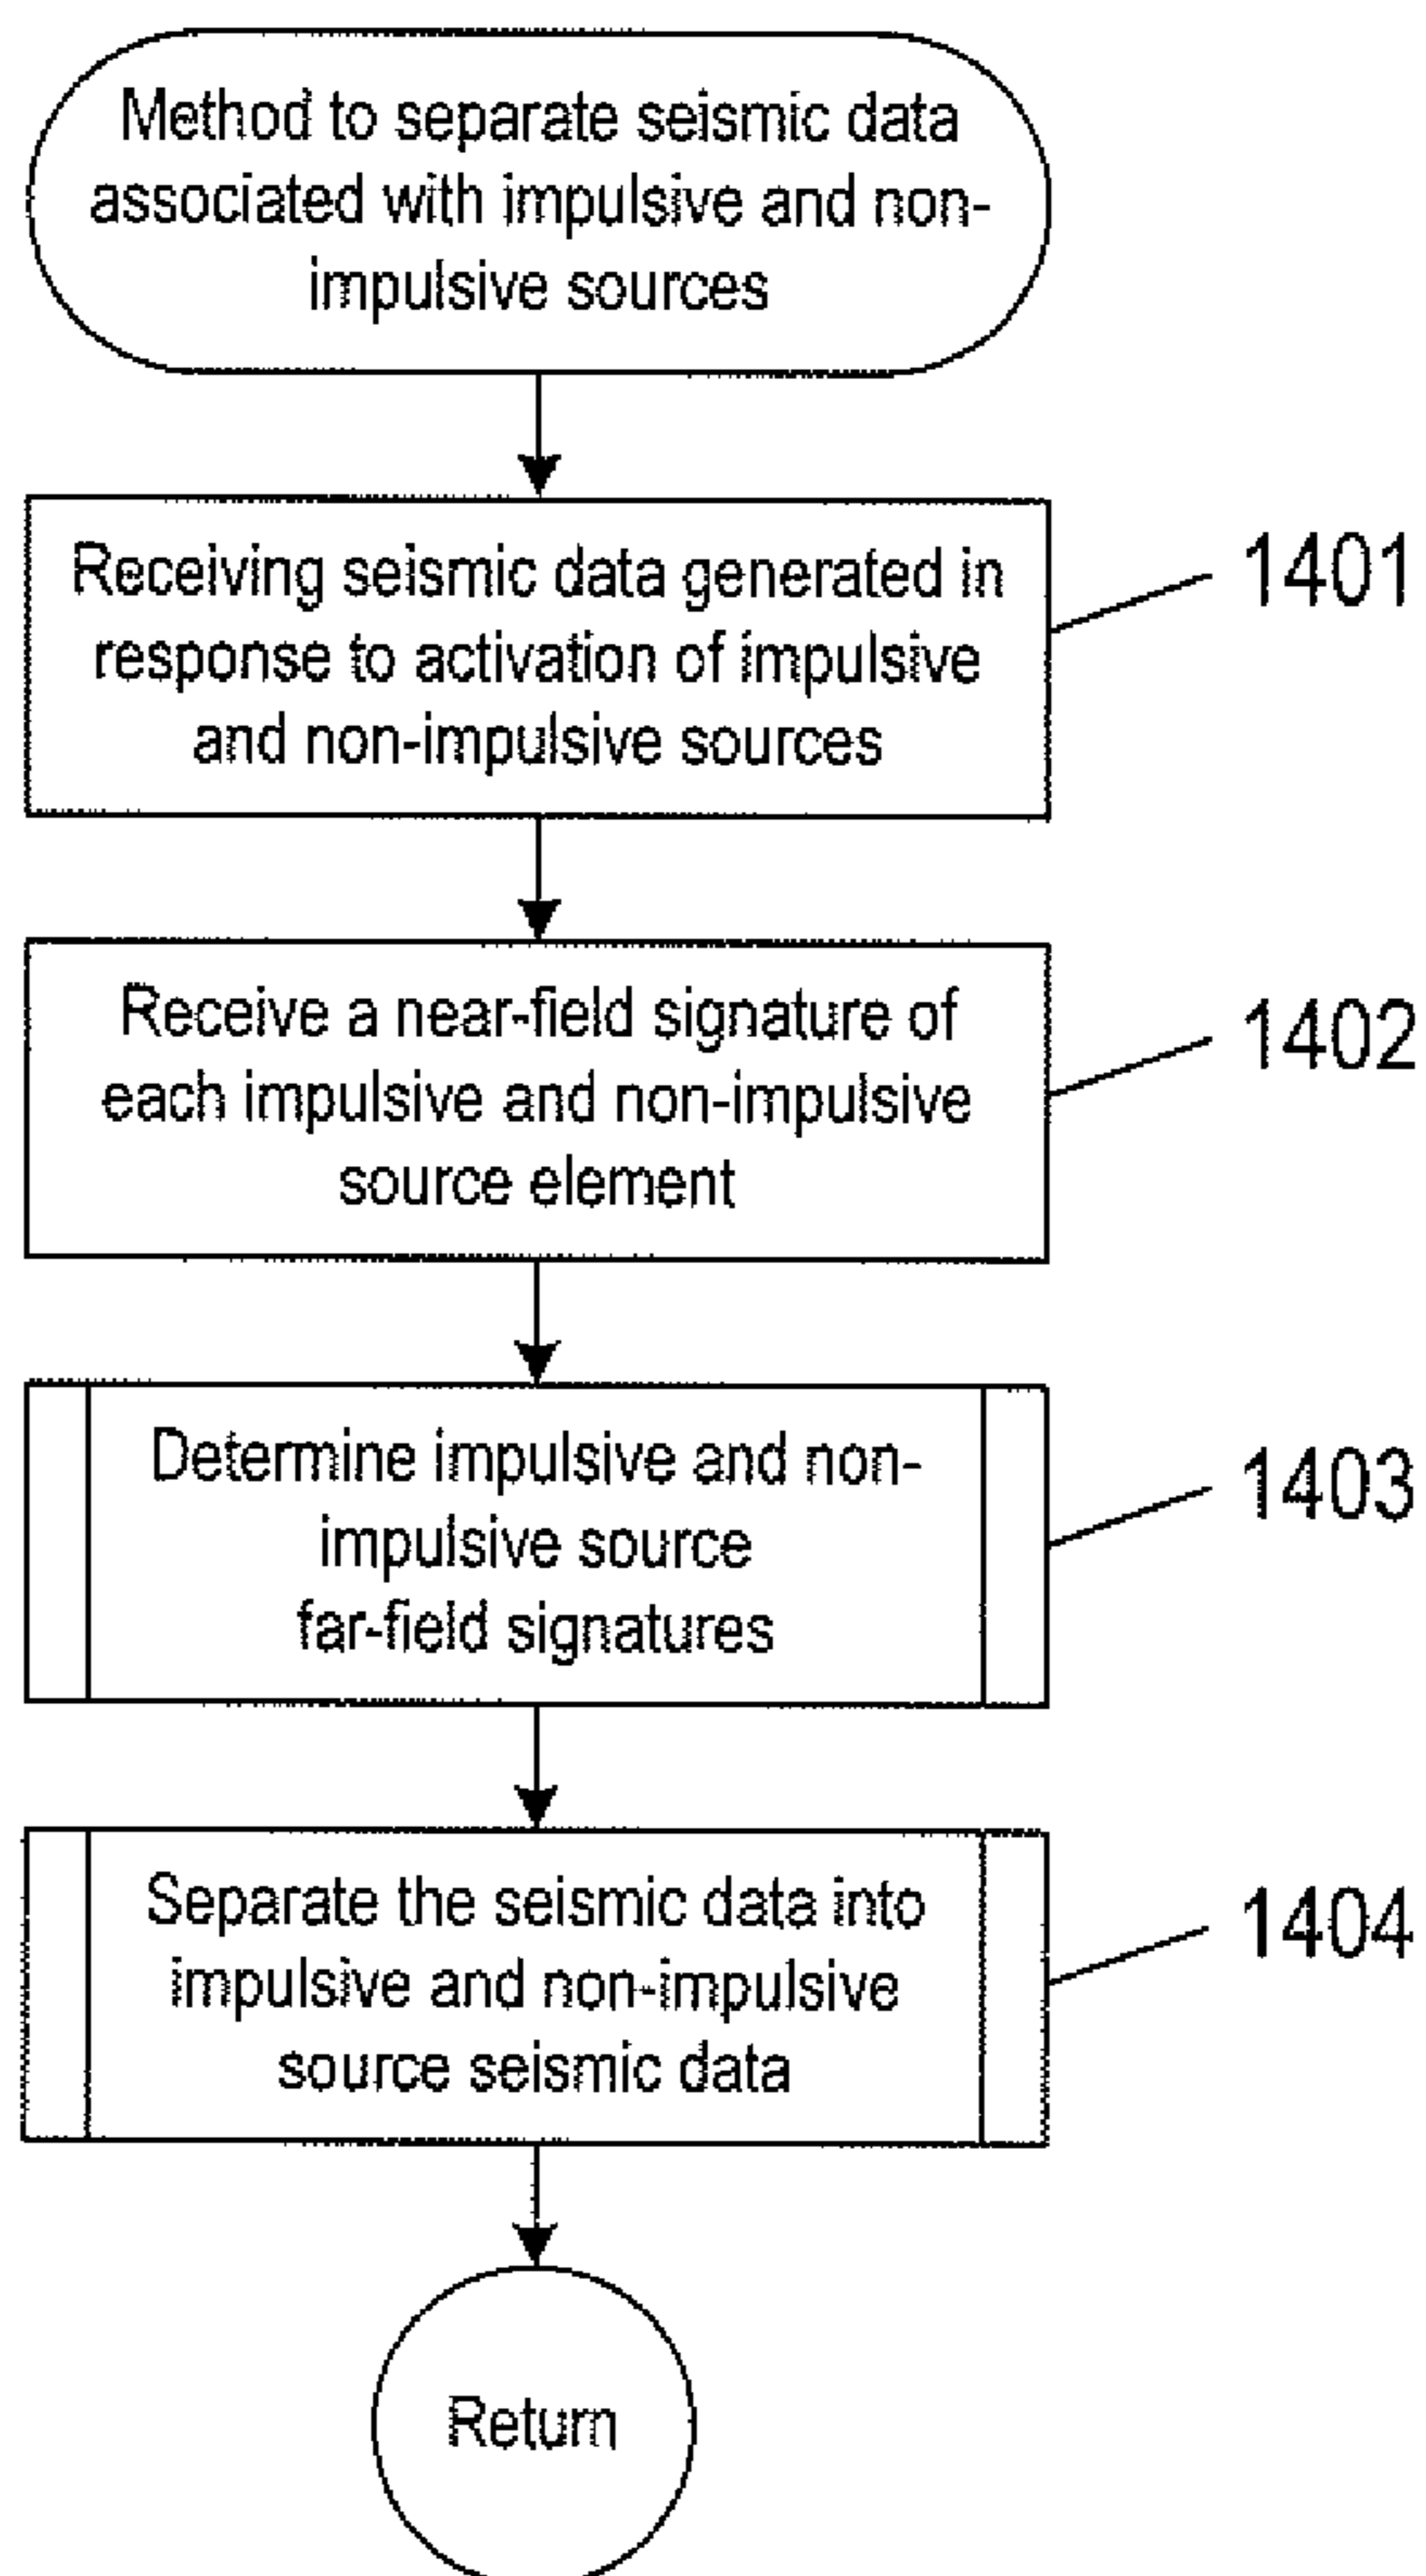 Method to separate seismic data
associated with impulsive and non-
impulsive sources
Receiving seismic data generated in
response to activation of impulsive
and non-impulsive sources
1401
Receive a near-field signature of
each impulsive and non-impulsive
source element
1402
Determine impulsive and non-
impulsive source
far-field signatures
1403
Separate the seismic data into
impulsive and non-impulsive
source seismic data
1404
Return